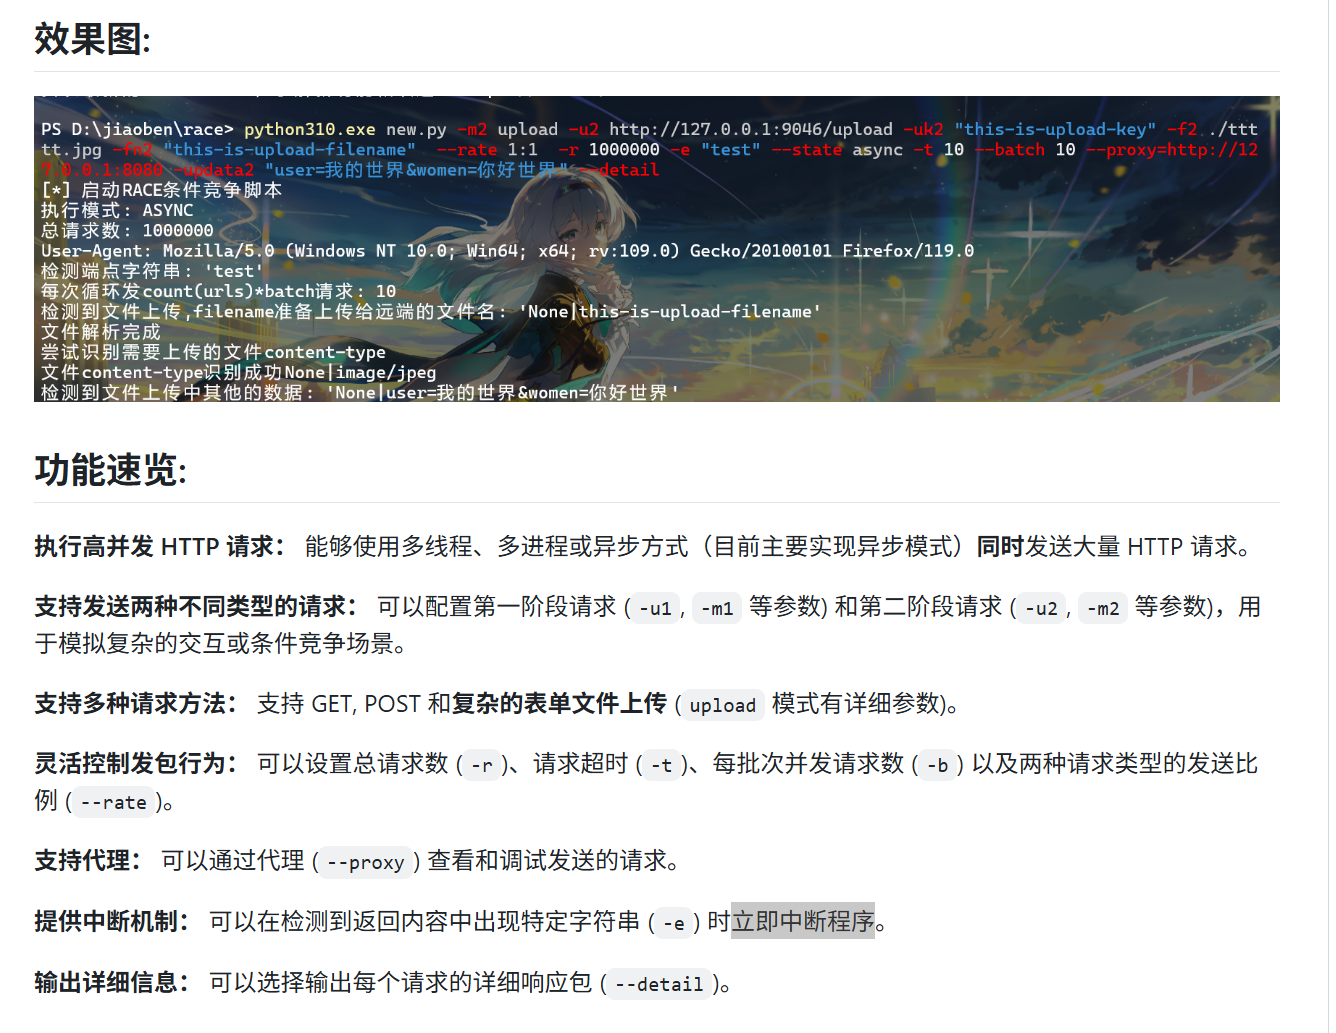 效果图:
PS D:\jiaoben\race> python310.exe new.py -m2 upload -u2 http://127.0.0.1:9046/upload -uk2 "this-is-upload-key" -f2 ./ttt
tt.jpg -fn2 "this-is-upload-filename" --rate 1:1 -r 1000000 -e "test" --state async -t 10 --batch 10 --proxy=http://12
7.0.0.1:8080 -updata2 "user=我的世界&women=你好世界" --detail
[*] 启动RACE条件竞争脚本
执行模式: ASYNC
总请求数: 1000000
User-Agent: Mozilla/5.0 (Windows NT 10.0; Win64; x64; rv:109.0) Gecko/20100101 Firefox/119.0
检测端点字符串: 'test'
每次循环发count(urls)*batch请求: 10
检测到文件上传,filename准备上传给远端的文件名: 'None|this-is-upload-filename'
文件解析完成
尝试识别需要上传的文件content-type
文件content-type识别成功None|image/jpeg
检测到文件上传中其他的数据: 'None|user=我的世界&women=你好世界'
功能速览:
执行高并发 HTTP 请求： 能够使用多线程、多进程或异步方式（目前主要实现异步模式）同时发送大量 HTTP 请求。
支持发送两种不同类型的请求： 可以配置第一阶段请求 (-u1, -m1 等参数) 和第二阶段请求 (-u2, -m2 等参数)，用
于模拟复杂的交互或条件竞争场景。
支持多种请求方法： 支持 GET, POST 和复杂的表单文件上传 (upload 模式有详细参数)。
灵活控制发包行为： 可以设置总请求数 (-r)、请求超时 (-t)、每批次并发请求数 (-b) 以及两种请求类型的发送比
例 (--rate)。
支持代理： 可以通过代理 (--proxy) 查看和调试发送的请求。
提供中断机制： 可以在检测到返回内容中出现特定字符串 (-e) 时立即中断程序。
输出详细信息： 可以选择输出每个请求的详细响应包 (--detail)。